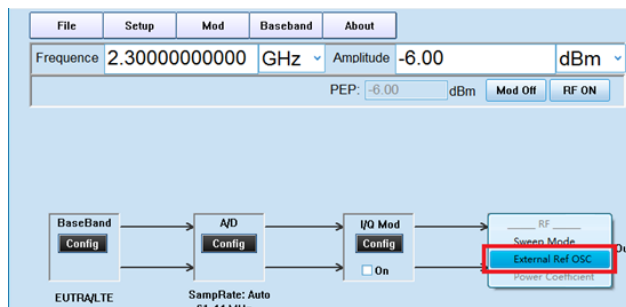 File Setup Mod Baseband About
Frequence 2.30000000000 GHz Amplitude -6.00 dBm
PEP: -6.00 dBm Mod Off RF ON
BaseBand A/D I/Q Mod RF
Config Config Config Sweep Mode
On External Ref OSC
Power Coefficient
EUTRA/LTE SampRate: Auto